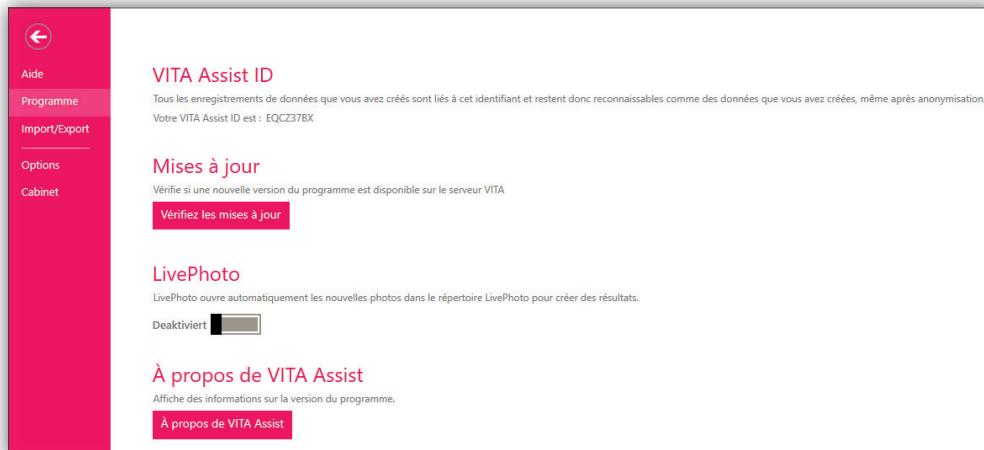 Aide
Programme
Import/Export
Options
Cabinet
VITA Assist ID
Tous les enregistrements de données que vous avez créés sont liés à cet identifiant et restent donc reconnaissables comme des données que vous avez créées, même après anonymisation.
Votre VITA Assist ID est : EQCZ37BX
Mises à jour
Vérifie si une nouvelle version du programme est disponible sur le serveur VITA
Vérifiez les mises à jour
LivePhoto
LivePhoto ouvre automatiquement les nouvelles photos dans le répertoire LivePhoto pour créer des résultats.
Deaktiviert
À propos de VITA Assist
Affiche des informations sur la version du programme.
À propos de VITA Assist